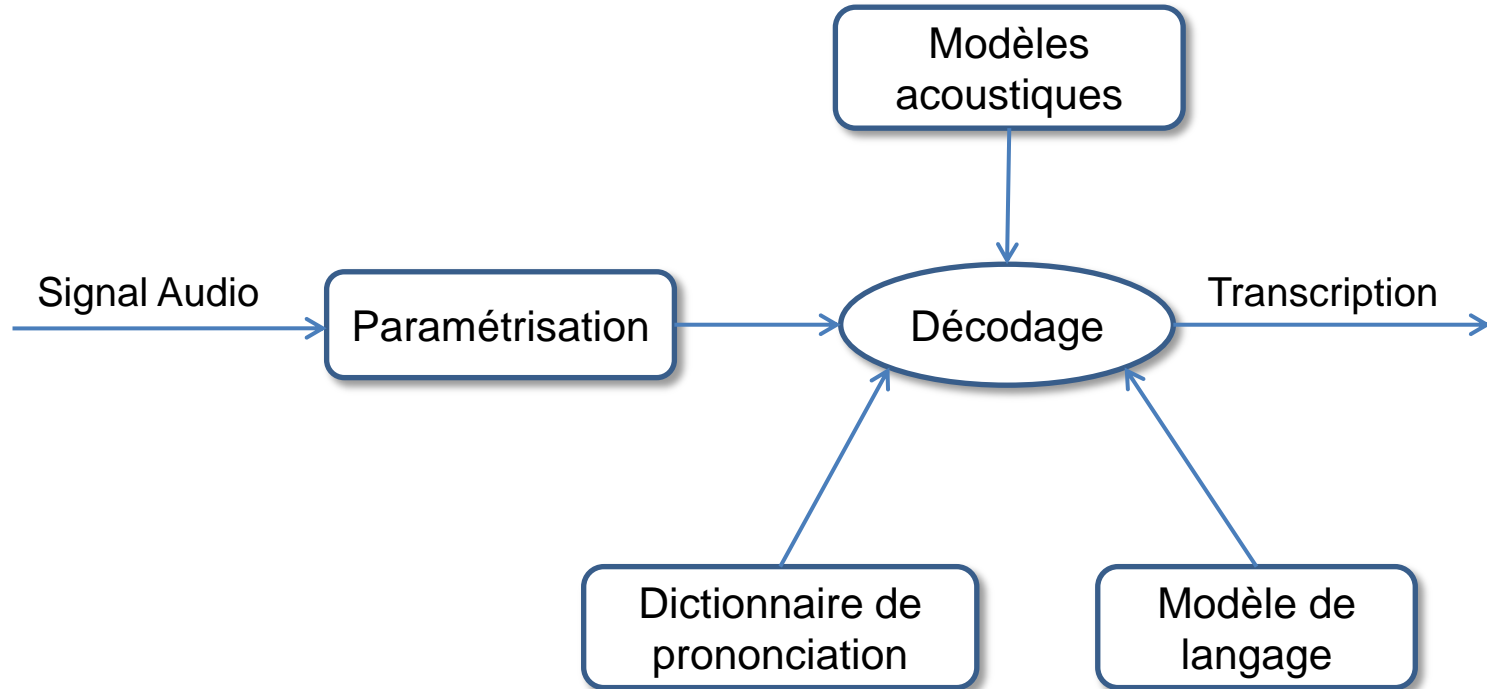 Modèles
acoustiques
Signal Audio
Paramétrisation
Décodage
Transcription
Dictionnaire de
prononciation
Modèle de
langage